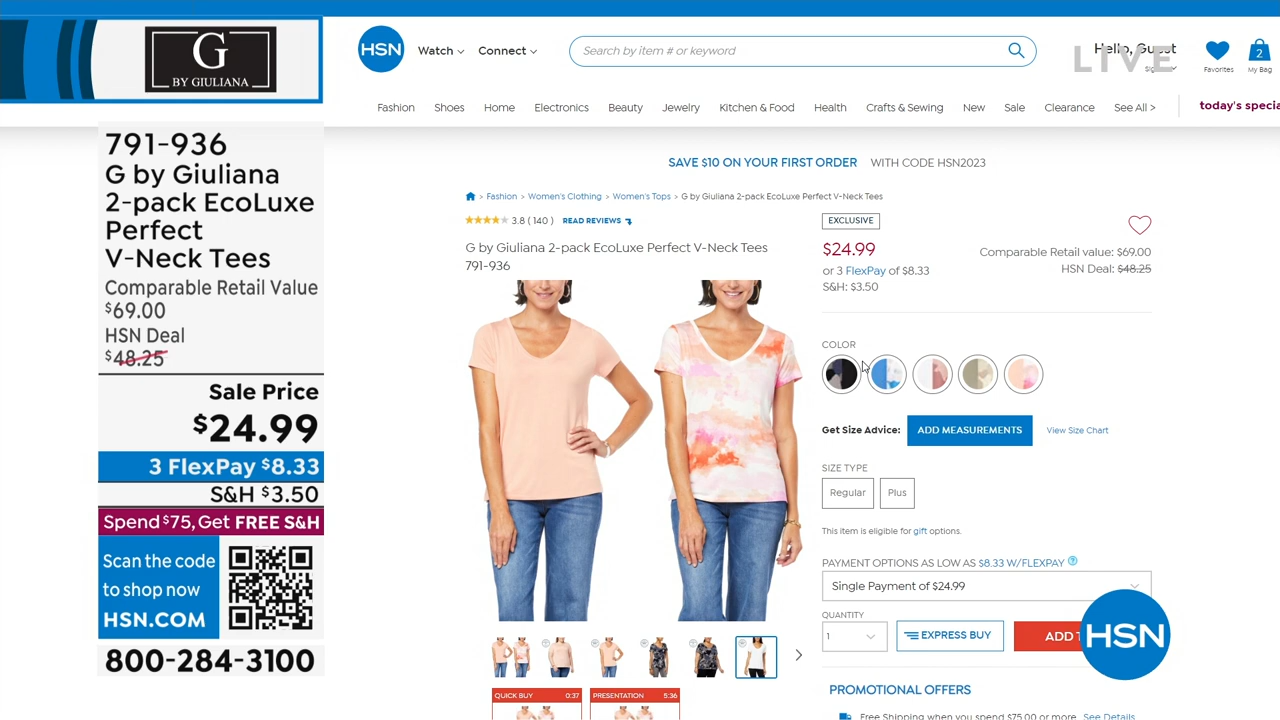 G
BY GIULIANA
791-936
G by Giuliana
2-pack EcoLuxe
Perfect
V-Neck Tees
Comparable Retail Value
$69.00
HSN Deal
$48.25
Sale Price
$24.99
3 FlexPay $8.33
S&H $3.50
Spend $75, Get FREE S&H
Scan the code
to shop now
HSN.COM
800-284-3100
HSN
Watch
Connect
Search by item # or keyword
Hello, Guest
LIVE
Favorites
2
My Bag
Fashion Shoes Home Electronics Beauty Jewelry Kitchen & Food Health Crafts & Sewing New Sale Clearance See All > today's specia
SAVE $10 ON YOUR FIRST ORDER WITH CODE HSN2023
> Fashion > Women's Clothing > Women's Tops > G by Giuliana 2-pack EcoLuxe Perfect V-Neck Tees
3.8 ( 140 ) READ REVIEWS
G by Giuliana 2-pack EcoLuxe Perfect V-Neck Tees
791-936
EXCLUSIVE
$24.99
or 3 FlexPay of $8.33
S&H: $3.50
Comparable Retail value: $69.00
HSN Deal: $48.25
COLOR
Get Size Advice: ADD MEASUREMENTS View Size Chart
SIZE TYPE
Regular Plus
This item is eligible for gift options.
PAYMENT OPTIONS AS LOW AS $8.33 W/FLEXPAY
Single Payment of $24.99
QUANTITY
1
EXPRESS BUY
ADD
HSN
QUICK BUY 0:37
PRESENTATION 5:36
PROMOTIONAL OFFERS
Free Shipping when you spend $75.00 or more. See Details